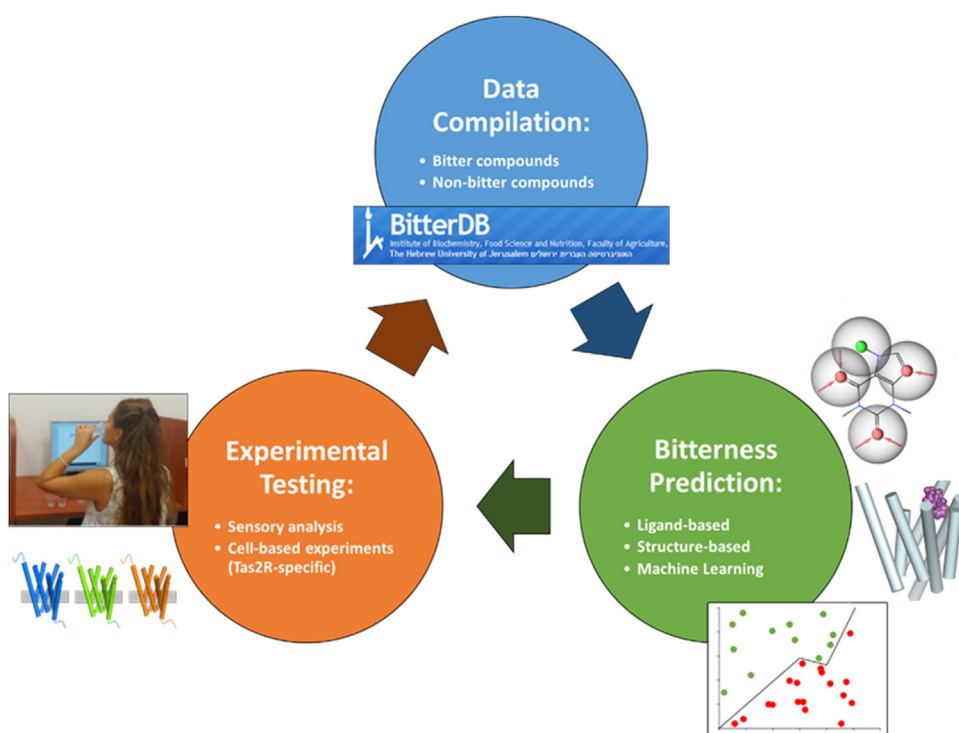 Data
Compilation:
• Bitter compounds
• Non-bitter compounds
BitterDB
Institute of Biochemistry, Food Science and Nutrition, Faculty of Agriculture,
The Hebrew University of Jerusalem האוניברסיטה העברית ירושלים
Experimental
Testing:
• Sensory analysis
• Cell-based experiments
(Tas2R-specific)
Bitterness
Prediction:
• Ligand-based
• Structure-based
• Machine Learning